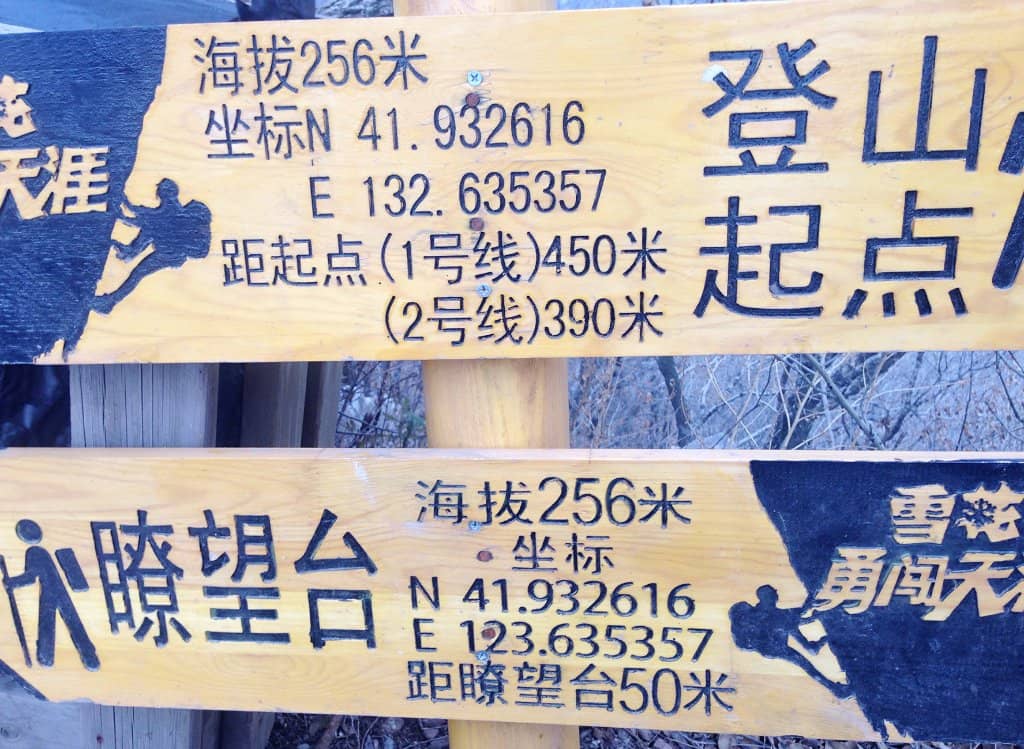 天涯
海拔256米
坐标N 41.932616
E 132.635357
距起点(1号线)450米
(2号线)390米
登山
起点
瞭望台
海拔256米
坐标
N 41.932616
E 123.635357
距瞭望台50米
雪花
勇闯天涯